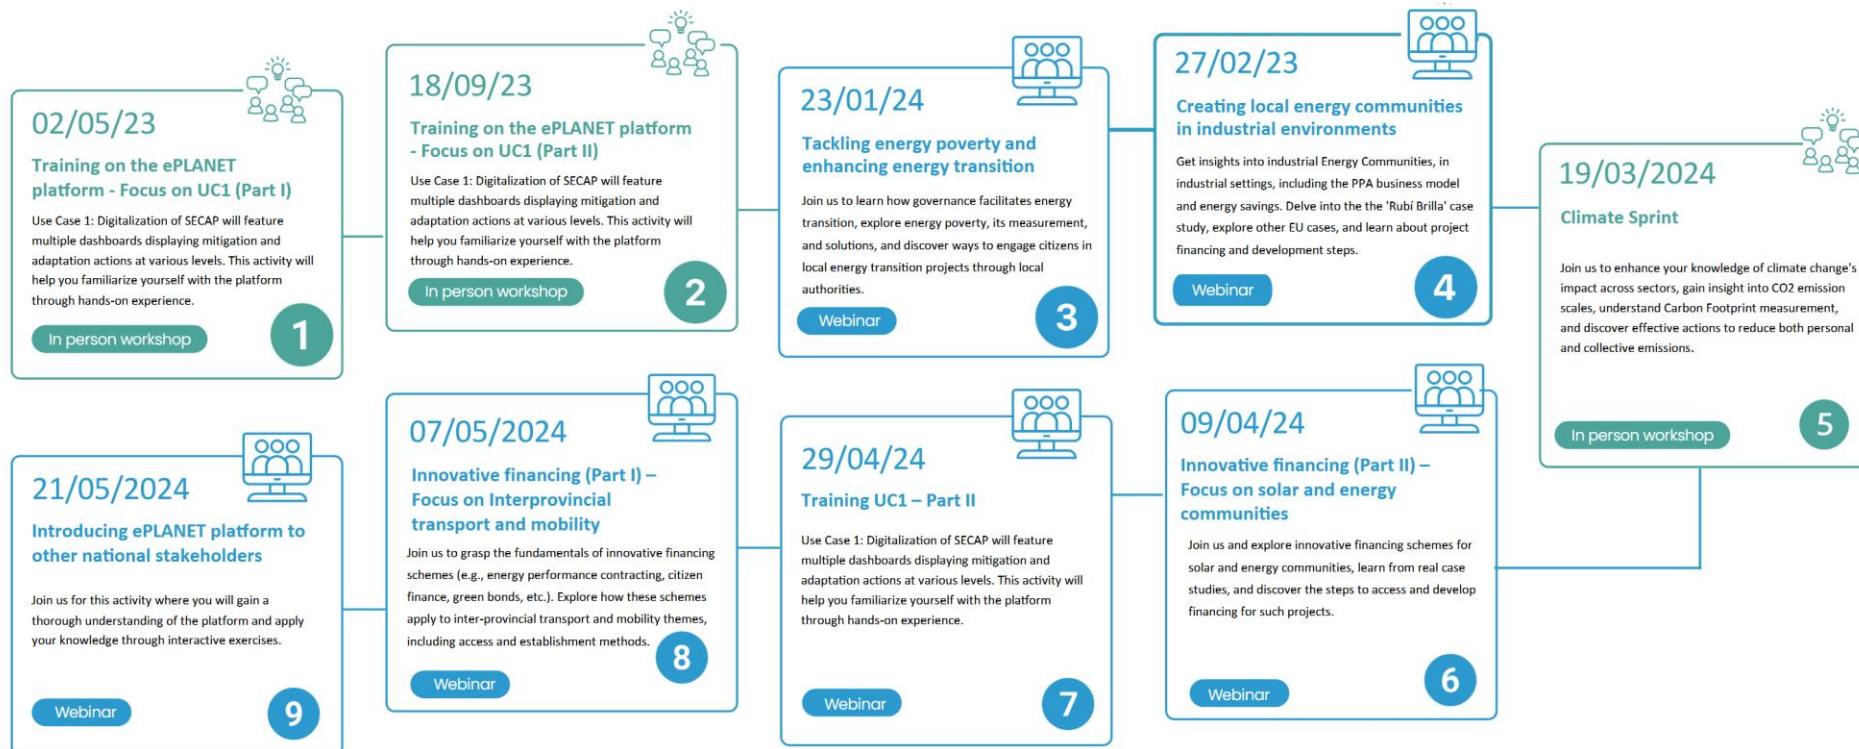 02/05/23
Training on the ePLANET
platform - Focus on UC1 (Part I)
Use Case 1: Digitalization of SECAP will feature
multiple dashboards displaying mitigation and
adaptation actions at various levels. This activity will
help you familiarize yourself with the platform
through hands-on experience.
In person workshop
1
18/09/23
Training on the ePLANET platform
- Focus on UC1 (Part II)
Use Case 1: Digitalization of SECAP will feature
multiple dashboards displaying mitigation and
adaptation actions at various levels. This activity will
help you familiarize yourself with the platform
through hands-on experience.
In person workshop
2
23/01/24
Tackling energy poverty and
enhancing energy transition
Join us to learn how governance facilitates energy
transition, explore energy poverty, its measurement,
and solutions, and discover ways to engage citizens in
local energy transition projects through local
authorities.
Webinar
3
27/02/23
Creating local energy communities
in industrial environments
Get insights into industrial Energy Communities, in
industrial settings, including the PPA business model
and energy savings. Delve into the the 'Rubí Brilla' case
study, explore other EU cases, and learn about project
financing and development steps.
Webinar
4
19/03/2024
Climate Sprint
Join us to enhance your knowledge of climate change's
impact across sectors, gain insight into CO2 emission
scales, understand Carbon Footprint measurement,
and discover effective actions to reduce both personal
and collective emissions.
In person workshop
5
09/04/24
Innovative financing (Part II) –
Focus on solar and energy
communities
Join us and explore innovative financing schemes for
solar and energy communities, learn from real case
studies, and discover the steps to access and develop
financing for such projects.
Webinar
6
29/04/24
Training UC1 – Part II
Use Case 1: Digitalization of SECAP will feature
multiple dashboards displaying mitigation and
adaptation actions at various levels. This activity will
help you familiarize yourself with the platform
through hands-on experience.
Webinar
7
07/05/2024
Innovative financing (Part I) –
Focus on Interprovincial
transport and mobility
Join us to grasp the fundamentals of innovative financing
schemes (e.g., energy performance contracting, citizen
finance, green bonds, etc.). Explore how these schemes
apply to inter-provincial transport and mobility themes,
including access and establishment methods.
Webinar
8
21/05/2024
Introducing ePLANET platform to
other national stakeholders
Join us for this activity where you will gain a
thorough understanding of the platform and apply
your knowledge through interactive exercises.
Webinar
9